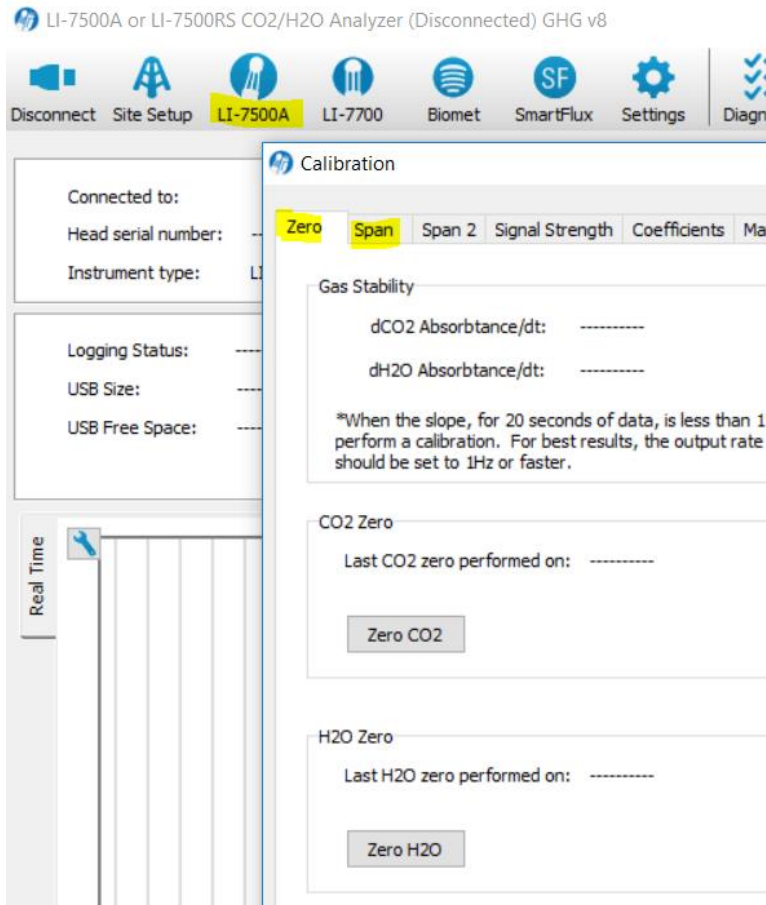 LI-7500A or LI-7500RS CO2/H2O Analyzer (Disconnected) GHG v8
SF
Disconnect Site Setup LI-7500A LI-7700 Biomet SmartFlux Settings
Calibration
Connected to:
Head serial number: --
Instrument type:
Zero Span Span 2 Signal Strength Coefficients
Gas Stability
dCO2 Absorbtance/dt: ----------
dH2O Absorbtance/dt: ----------
Logging Status: ----
USB Size: ----
USB Free Space: ----
*When the slope, for 20 seconds of data, is less than 1
perform a calibration. For best results, the output rate
should be set to 1Hz or faster.
Real Time
CO2 Zero
Last CO2 zero performed on: ----------
Zero CO2
H2O Zero
Last H2O zero performed on: ----------
Zero H2O